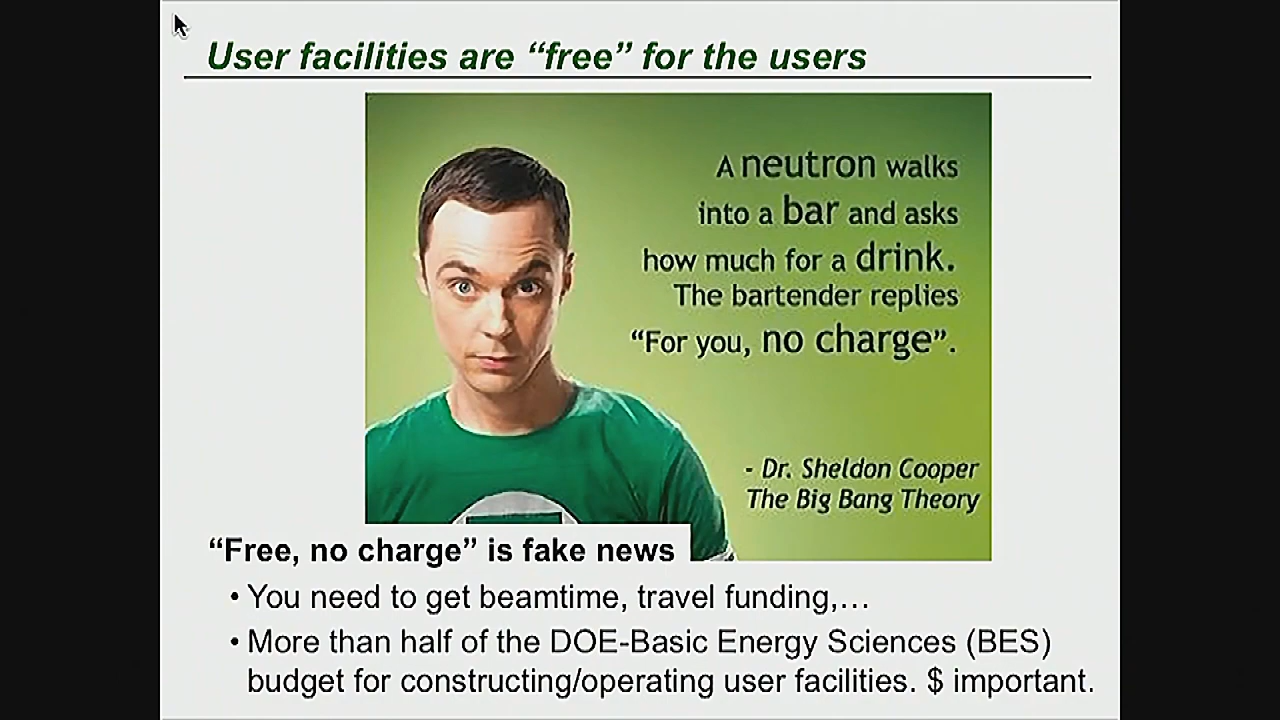 User facilities are “free” for the users
A neutron walks
into a bar and asks
how much for a drink.
The bartender replies
“For you, no charge”.
- Dr. Sheldon Cooper
The Big Bang Theory
“Free, no charge” is fake news
• You need to get beamtime, travel funding,…
• More than half of the DOE-Basic Energy Sciences (BES)
budget for constructing/operating user facilities. $ important.